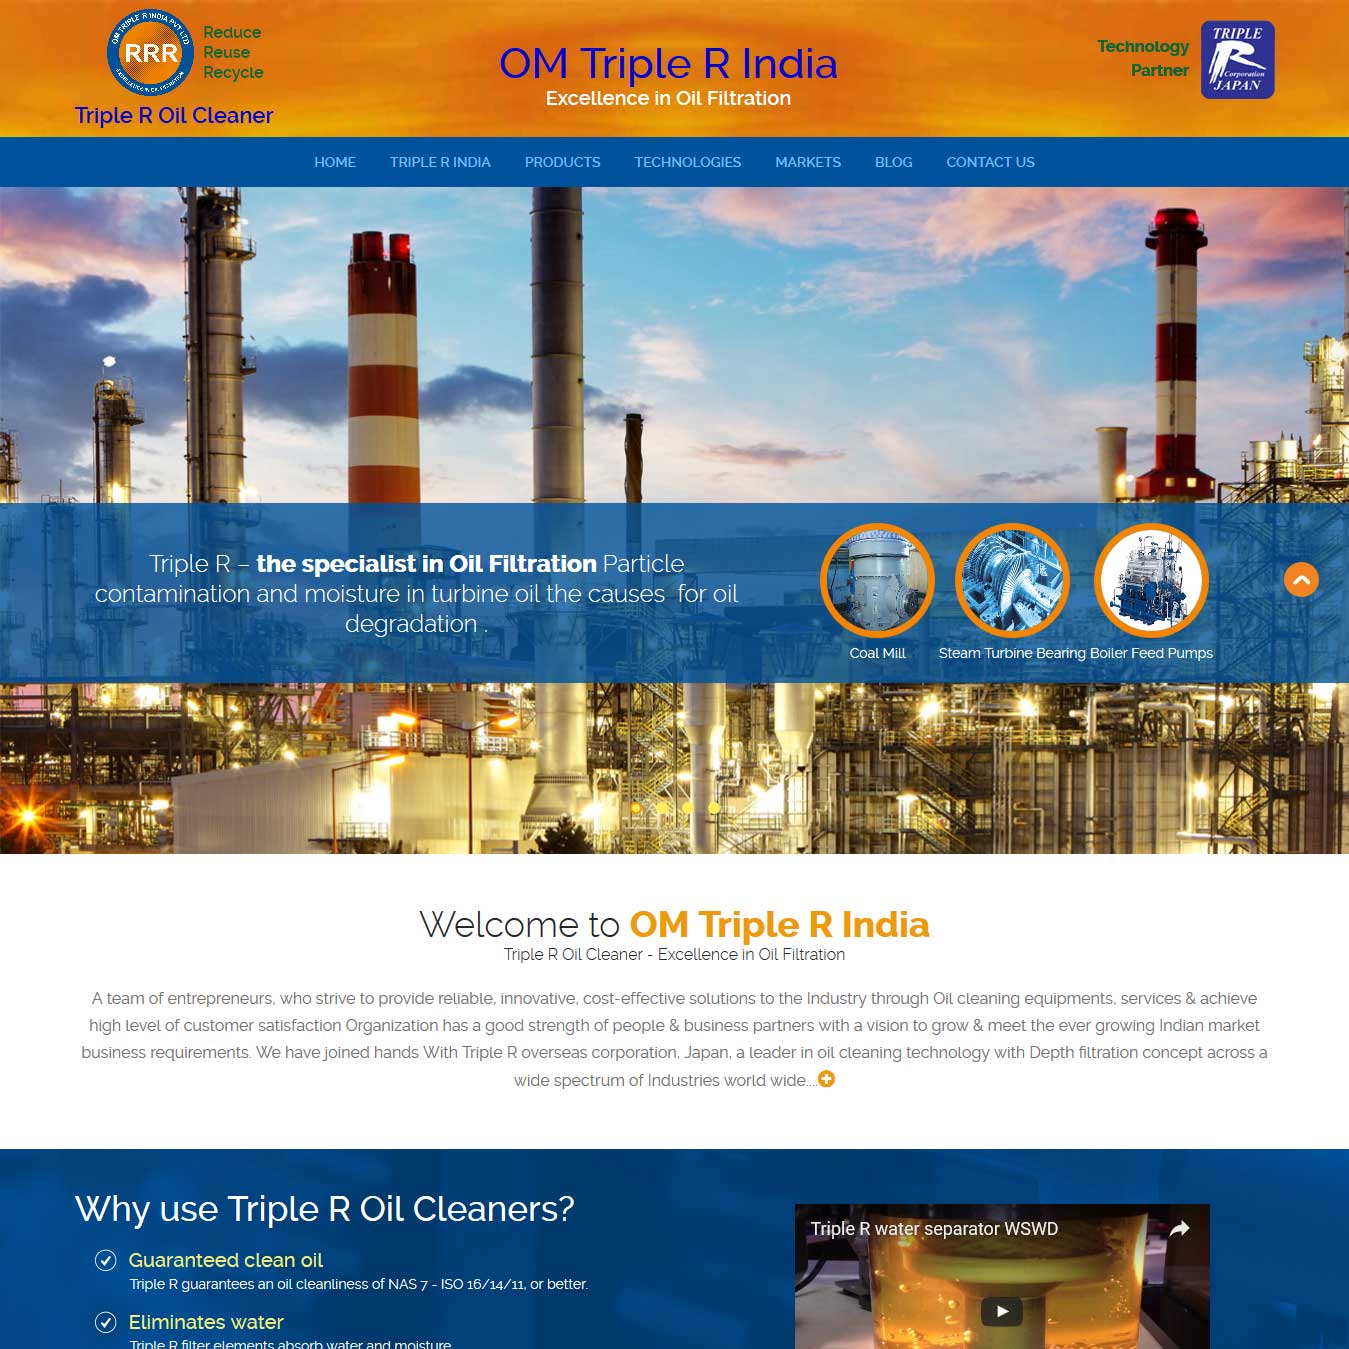 OM TRIPLE R INDIA PVT LTD
RRR
EXCELLENCE IN OIL FILTRATION
Reduce
Reuse
Recycle
Triple R Oil Cleaner
OM Triple R India
Excellence in Oil Filtration
Technology
Partner
TRIPLE
R
Corporation
JAPAN
HOME TRIPLE R INDIA PRODUCTS TECHNOLOGIES MARKETS BLOG CONTACT US
Triple R – the specialist in Oil Filtration Particle
contamination and moisture in turbine oil the causes for oil
degradation .
Coal Mill Steam Turbine Bearing Boiler Feed Pumps
Welcome to OM Triple R India
Triple R Oil Cleaner - Excellence in Oil Filtration
A team of entrepreneurs, who strive to provide reliable, innovative, cost-effective solutions to the Industry through Oil cleaning equipments, services & achieve
high level of customer satisfaction Organization has a good strength of people & business partners with a vision to grow & meet the ever growing Indian market
business requirements. We have joined hands With Triple R overseas corporation, Japan, a leader in oil cleaning technology with Depth filtration concept across a
wide spectrum of Industries world wide....
Why use Triple R Oil Cleaners?
Guaranteed clean oil
Triple R guarantees an oil cleanliness of NAS 7 - ISO 16/14/11, or better.
Eliminates water
Triple R filter elements absorb water and moisture
Triple R water separator WSWD